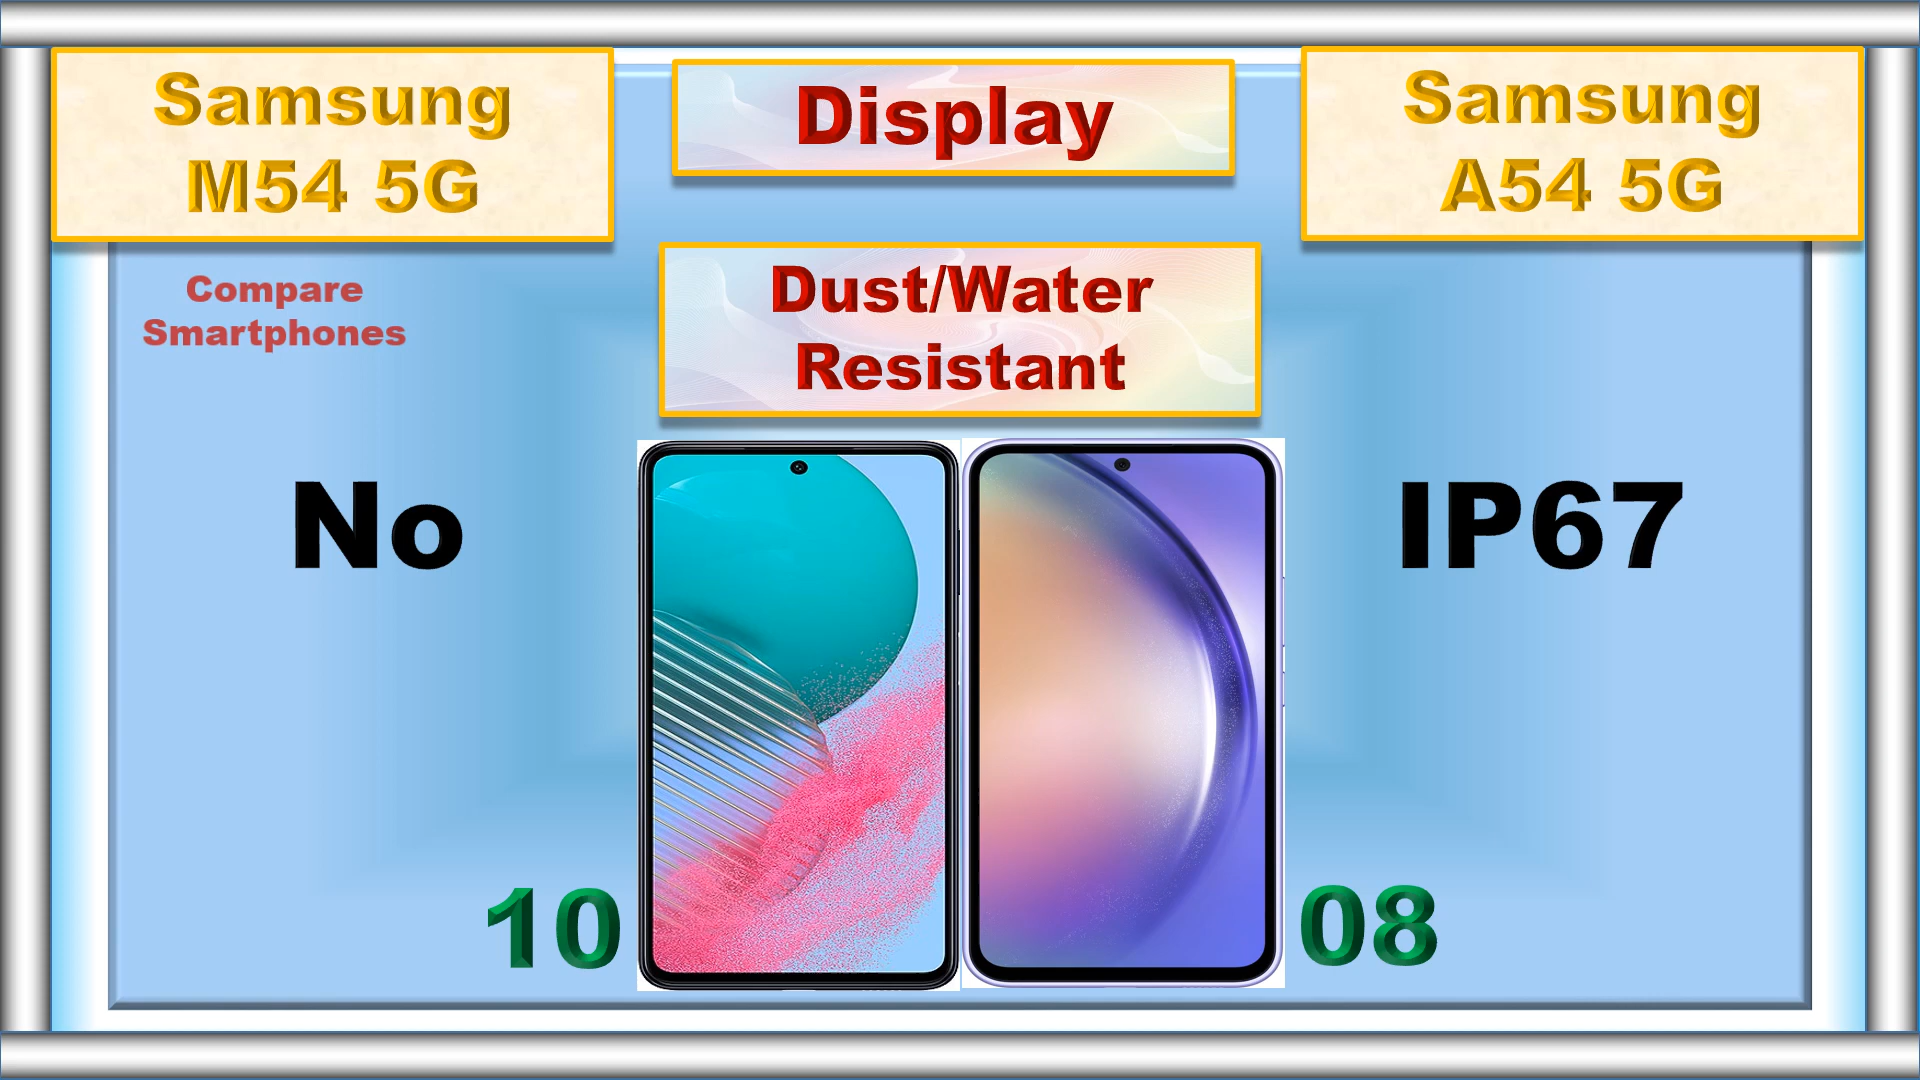 Samsung
M54 5G
Display
Samsung
A54 5G
Compare
Smartphones
Dust/Water
Resistant
No
IP67
10
08